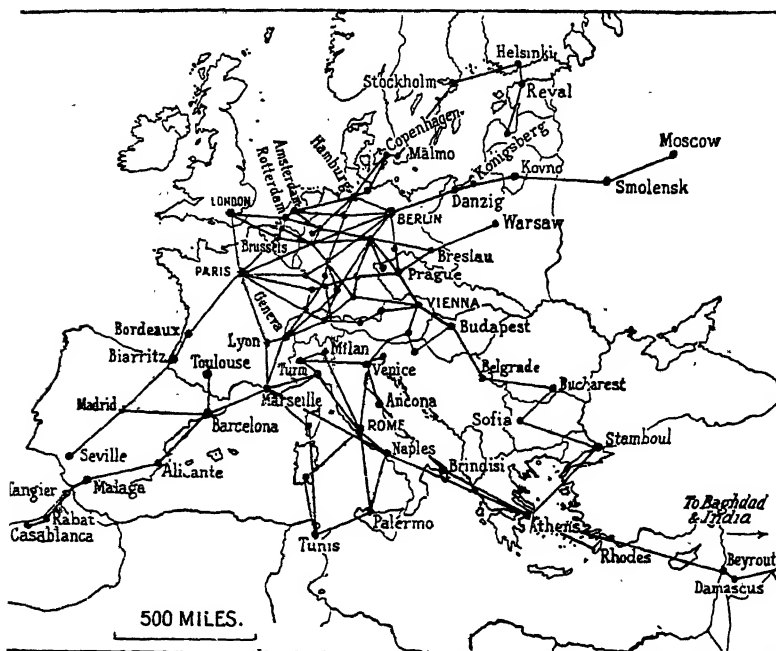 Helsinki
Stockholm
Reval
Copenhagen
Malmo
Hamburg
Königsberg
Kovno
Moscow
Smolensk
Danzig
Amsterdam
Rotterdam
LONDON
BERLIN
Warsaw
Brussels
Breslau
PARIS
Prague
Geneva
VIENNA
Bordeaux
Lyon
Budapest
Biarritz
Milan
Toulouse
Turin
Venice
Belgrade
Bucharest
Madrid
Marseille
Ancona
Barcelona
ROME
Sofia
Stamboul
Seville
Naples
Alicante
Brindisi
Tangier
Malaga
To Baghdad
& India
Rabat
Palermo
Athens
Casablanca
Tunis
Rhodes
Beyrout
Damascus
500 MILES.